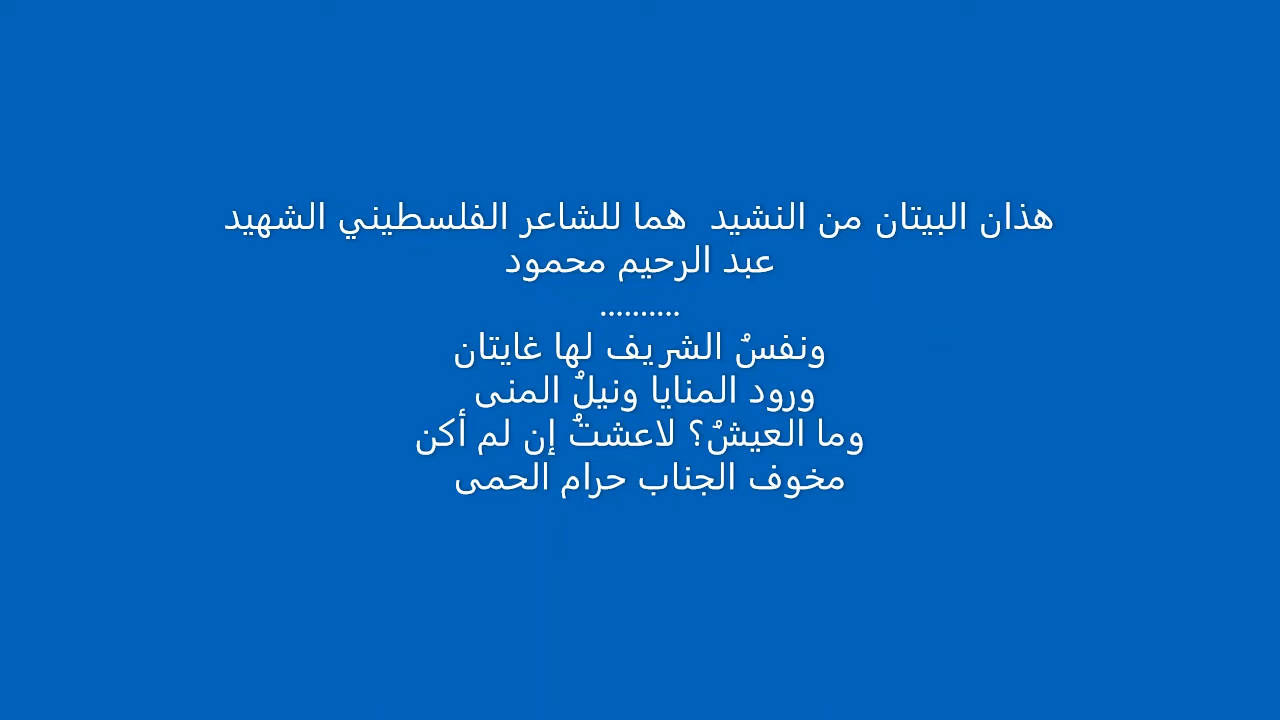 هذان البيتان من النشيد  هما للشاعر الفلسطيني الشهيد
عبد الرحيم محمود
..........
ونفسُ الشريف لها غايتان
ورود المنايا ونيلُ المنى
وما العيشُ؟ لاعشتُ إن لم أكن
مخوف الجناب حرام الحمى